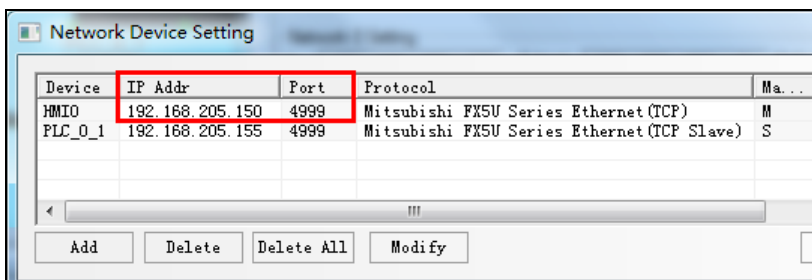 Network Device Setting
Device IP Addr Port Protocol Ma...
HMI0 192.168.205.150 4999 Mitsubishi FX5U Series Ethernet(TCP) M
PLC_0_1 192.168.205.155 4999 Mitsubishi FX5U Series Ethernet(TCP Slave) S
Add Delete Delete All Modify